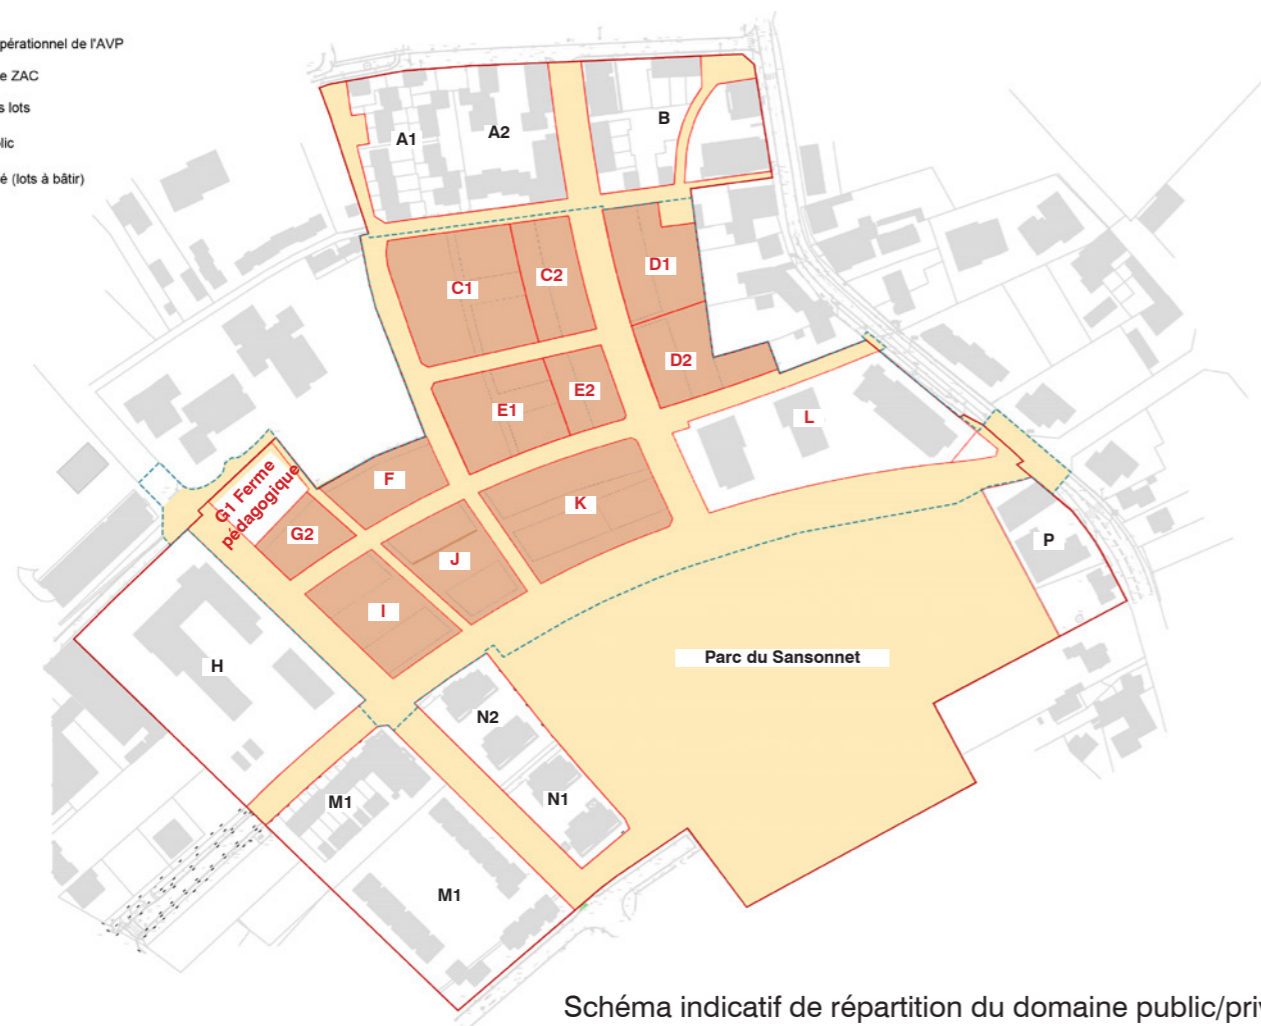 pérationnel de l'AVP
e ZAC
s lots
lic
é (lots à bâtir)
A1
A2
B
C1
C2
D1
D2
E1
E2
L
F
K
G1 Ferme
pédagogique
G2
J
P
I
H
Parc du Sansonnet
N2
N1
M1
M1
Schéma indicatif de répartition du domaine public/priv